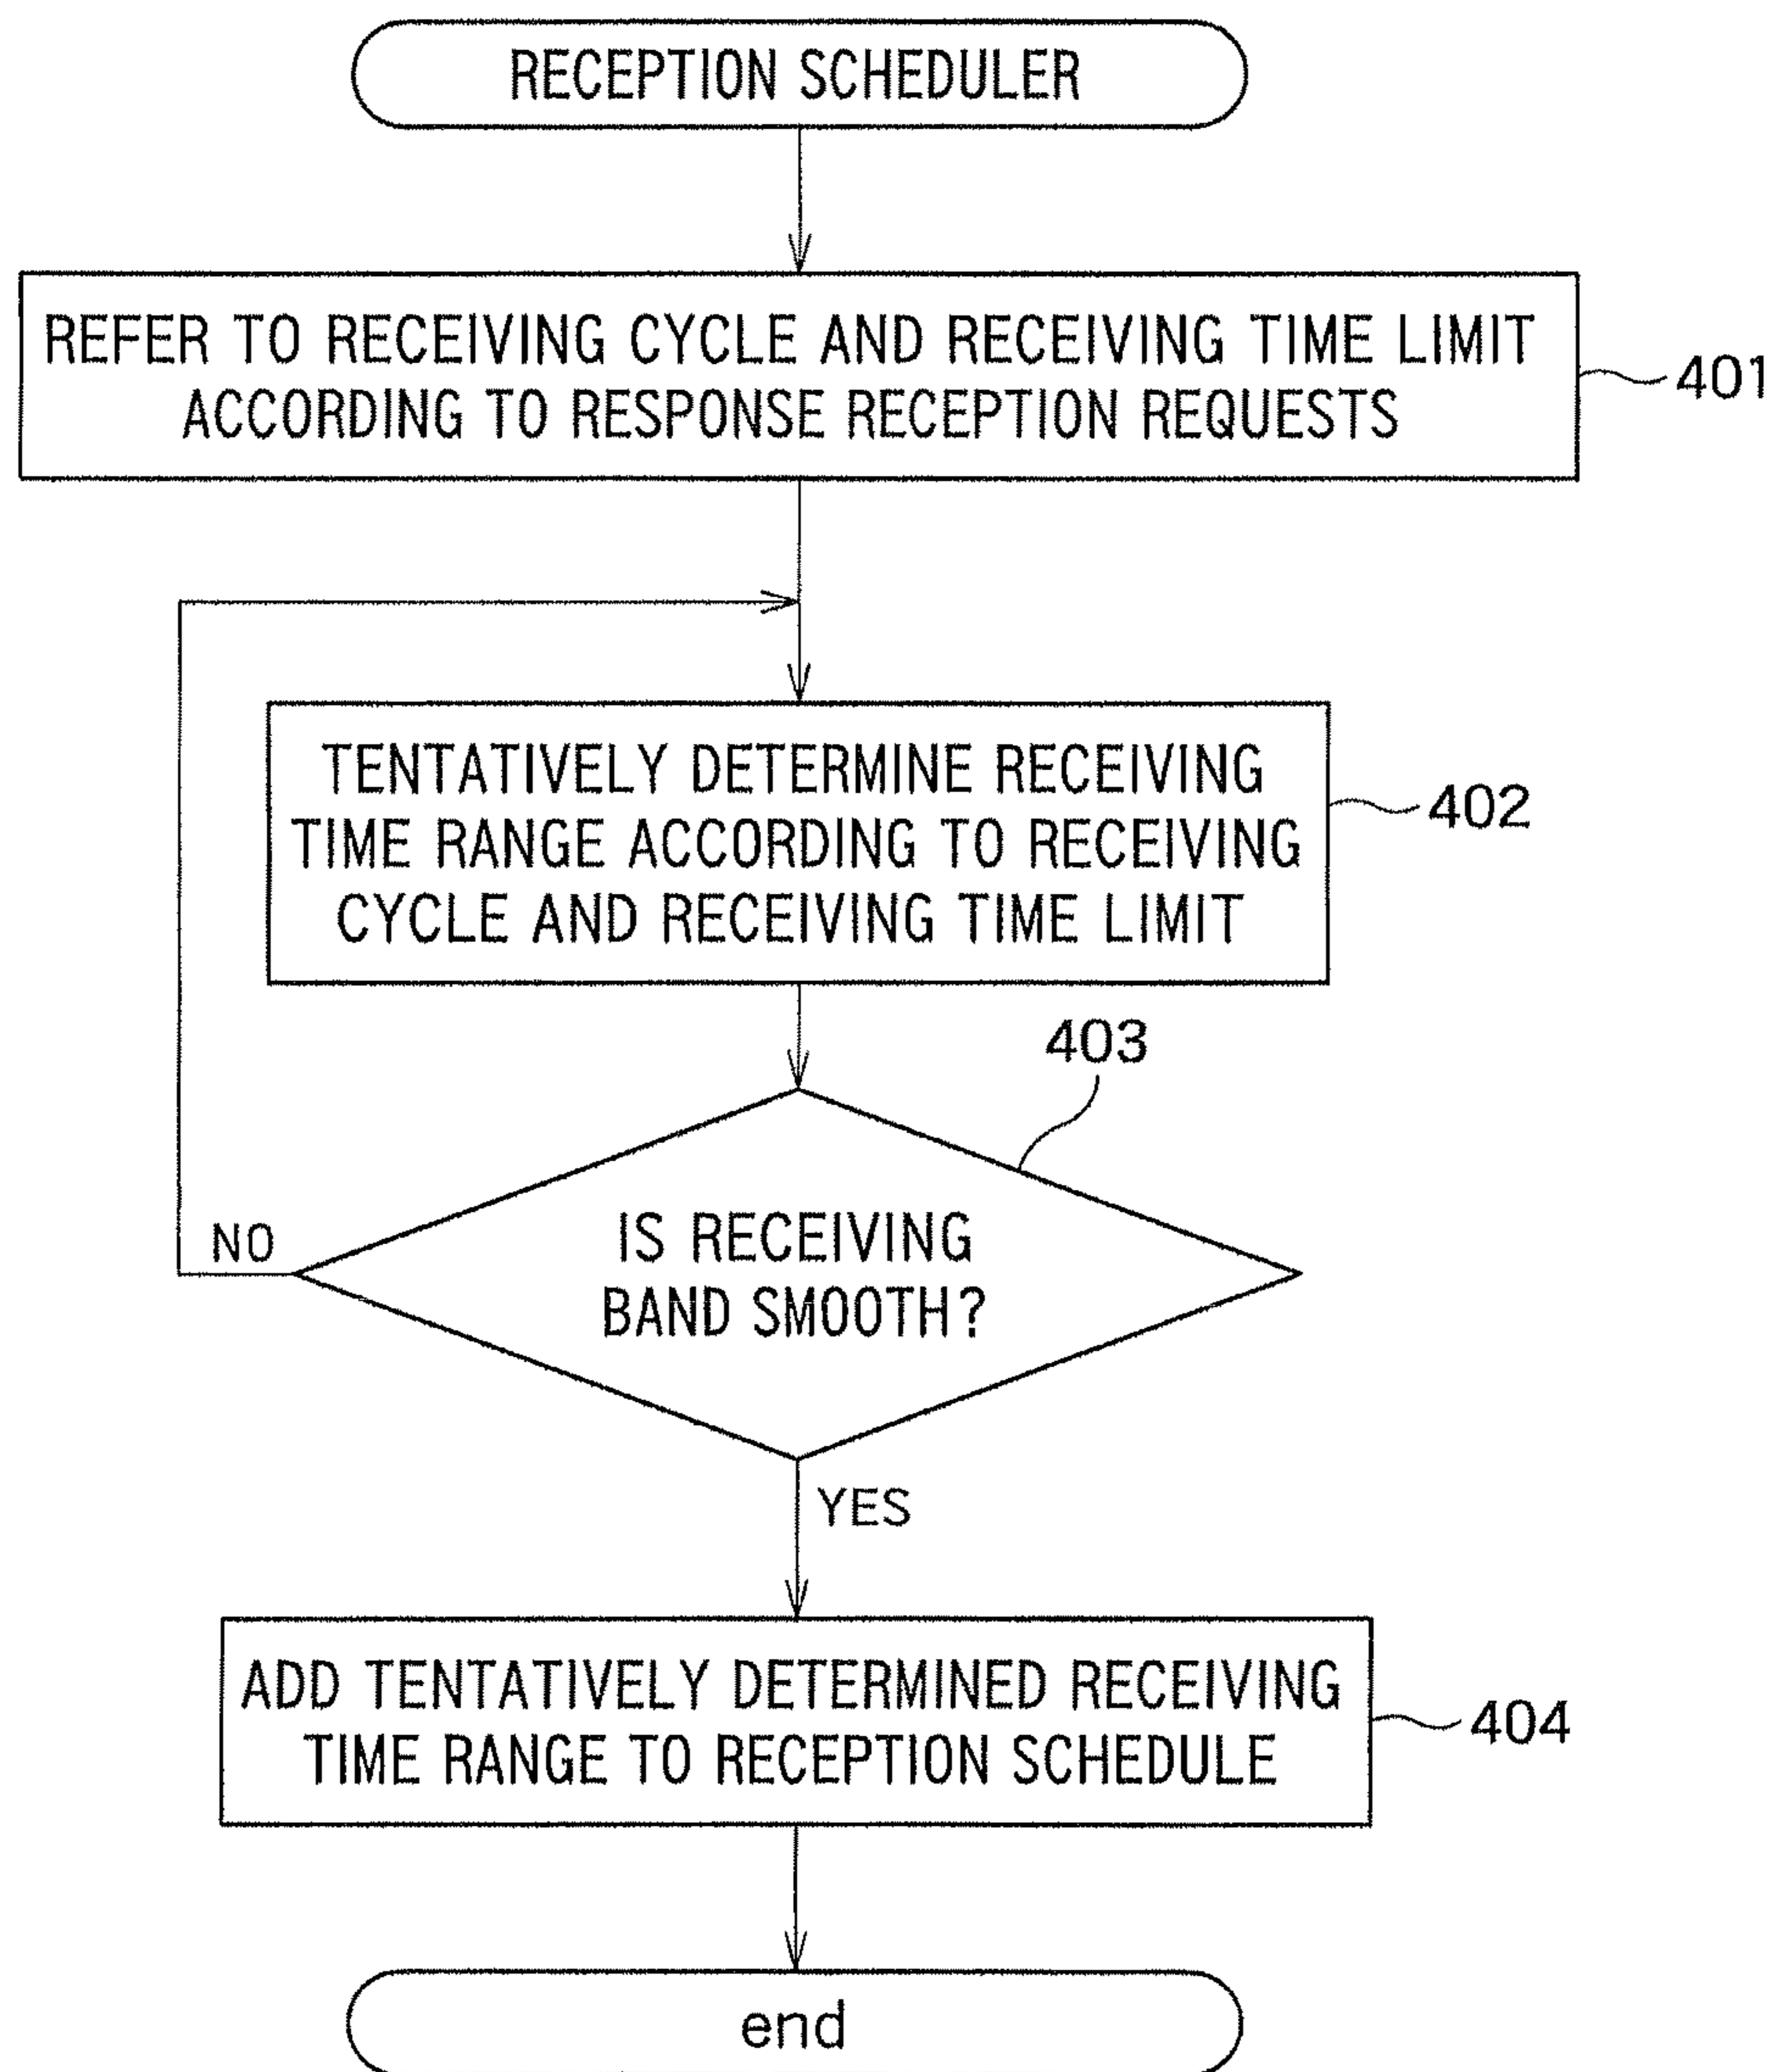 RECEPTION SCHEDULER
REFER TO RECEIVING CYCLE AND RECEIVING TIME LIMIT
ACCORDING TO RESPONSE RECEPTION REQUESTS
401
TENTATIVELY DETERMINE RECEIVING
TIME RANGE ACCORDING TO RECEIVING
CYCLE AND RECEIVING TIME LIMIT
402
403
IS RECEIVING
BAND SMOOTH?
NO
YES
ADD TENTATIVELY DETERMINED RECEIVING
TIME RANGE TO RECEPTION SCHEDULE
404
end